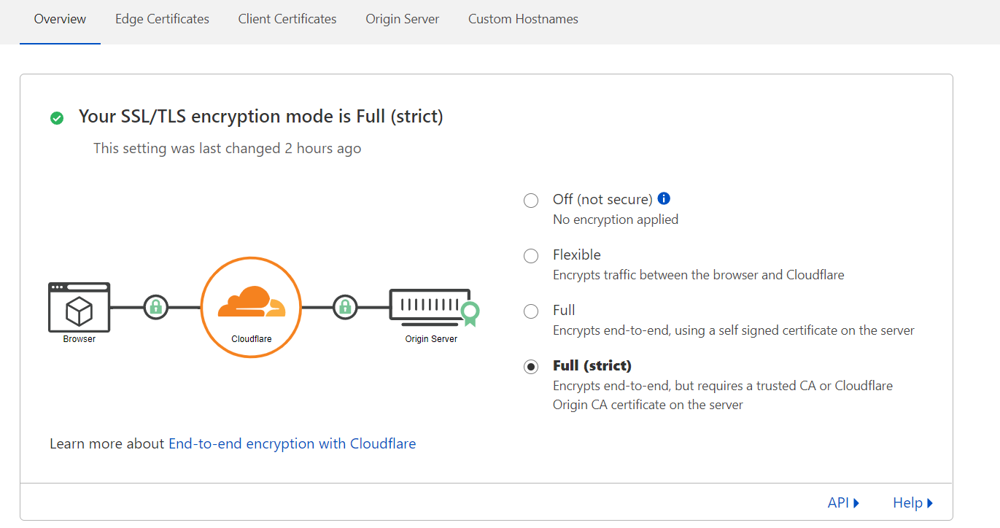 Overview Edge Certificates Client Certificates Origin Server Custom Hostnames
Your SSL/TLS encryption mode is Full (strict)
This setting was last changed 2 hours ago
Browser
Cloudflare
Origin Server
Off (not secure)
No encryption applied
Flexible
Encrypts traffic between the browser and Cloudflare
Full
Encrypts end-to-end, using a self signed certificate on the server
Full (strict)
Encrypts end-to-end, but requires a trusted CA or Cloudflare
Origin CA certificate on the server
Learn more about End-to-end encryption with Cloudflare
API Help